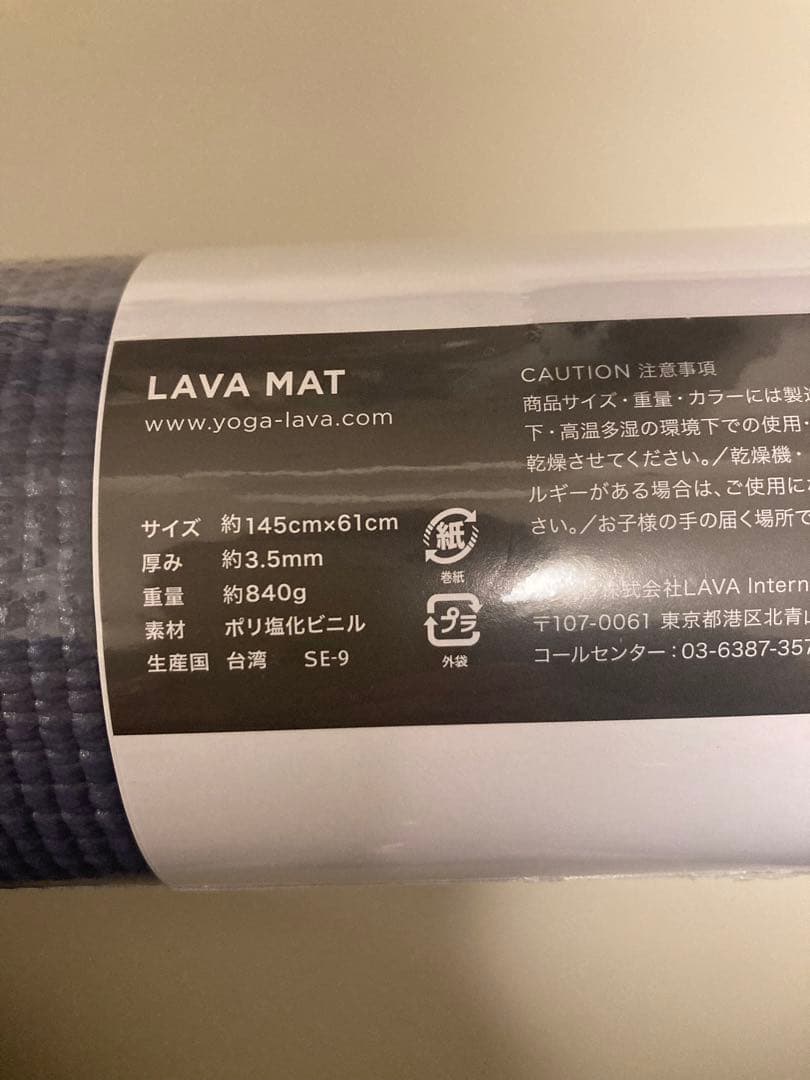 LAVA MAT
www.yoga-lava.com
サイズ 約145cm×61cm
厚み 約3.5mm
重量 約840g
素材 ポリ塩化ビニル
生産国 台湾 SE-9
紙
巻紙
プラ
外袋
CAUTION 注意事項
商品サイズ・重量・カラーには製造
下・高温多湿の環境下での使用・
乾燥させてください。／乾燥機・
ルギーがある場合は、ご使用に
さい。／お子様の手の届く場所で
株式会社LAVA Intern
〒107-0061 東京都港区北青山
コールセンター：03-6387-357